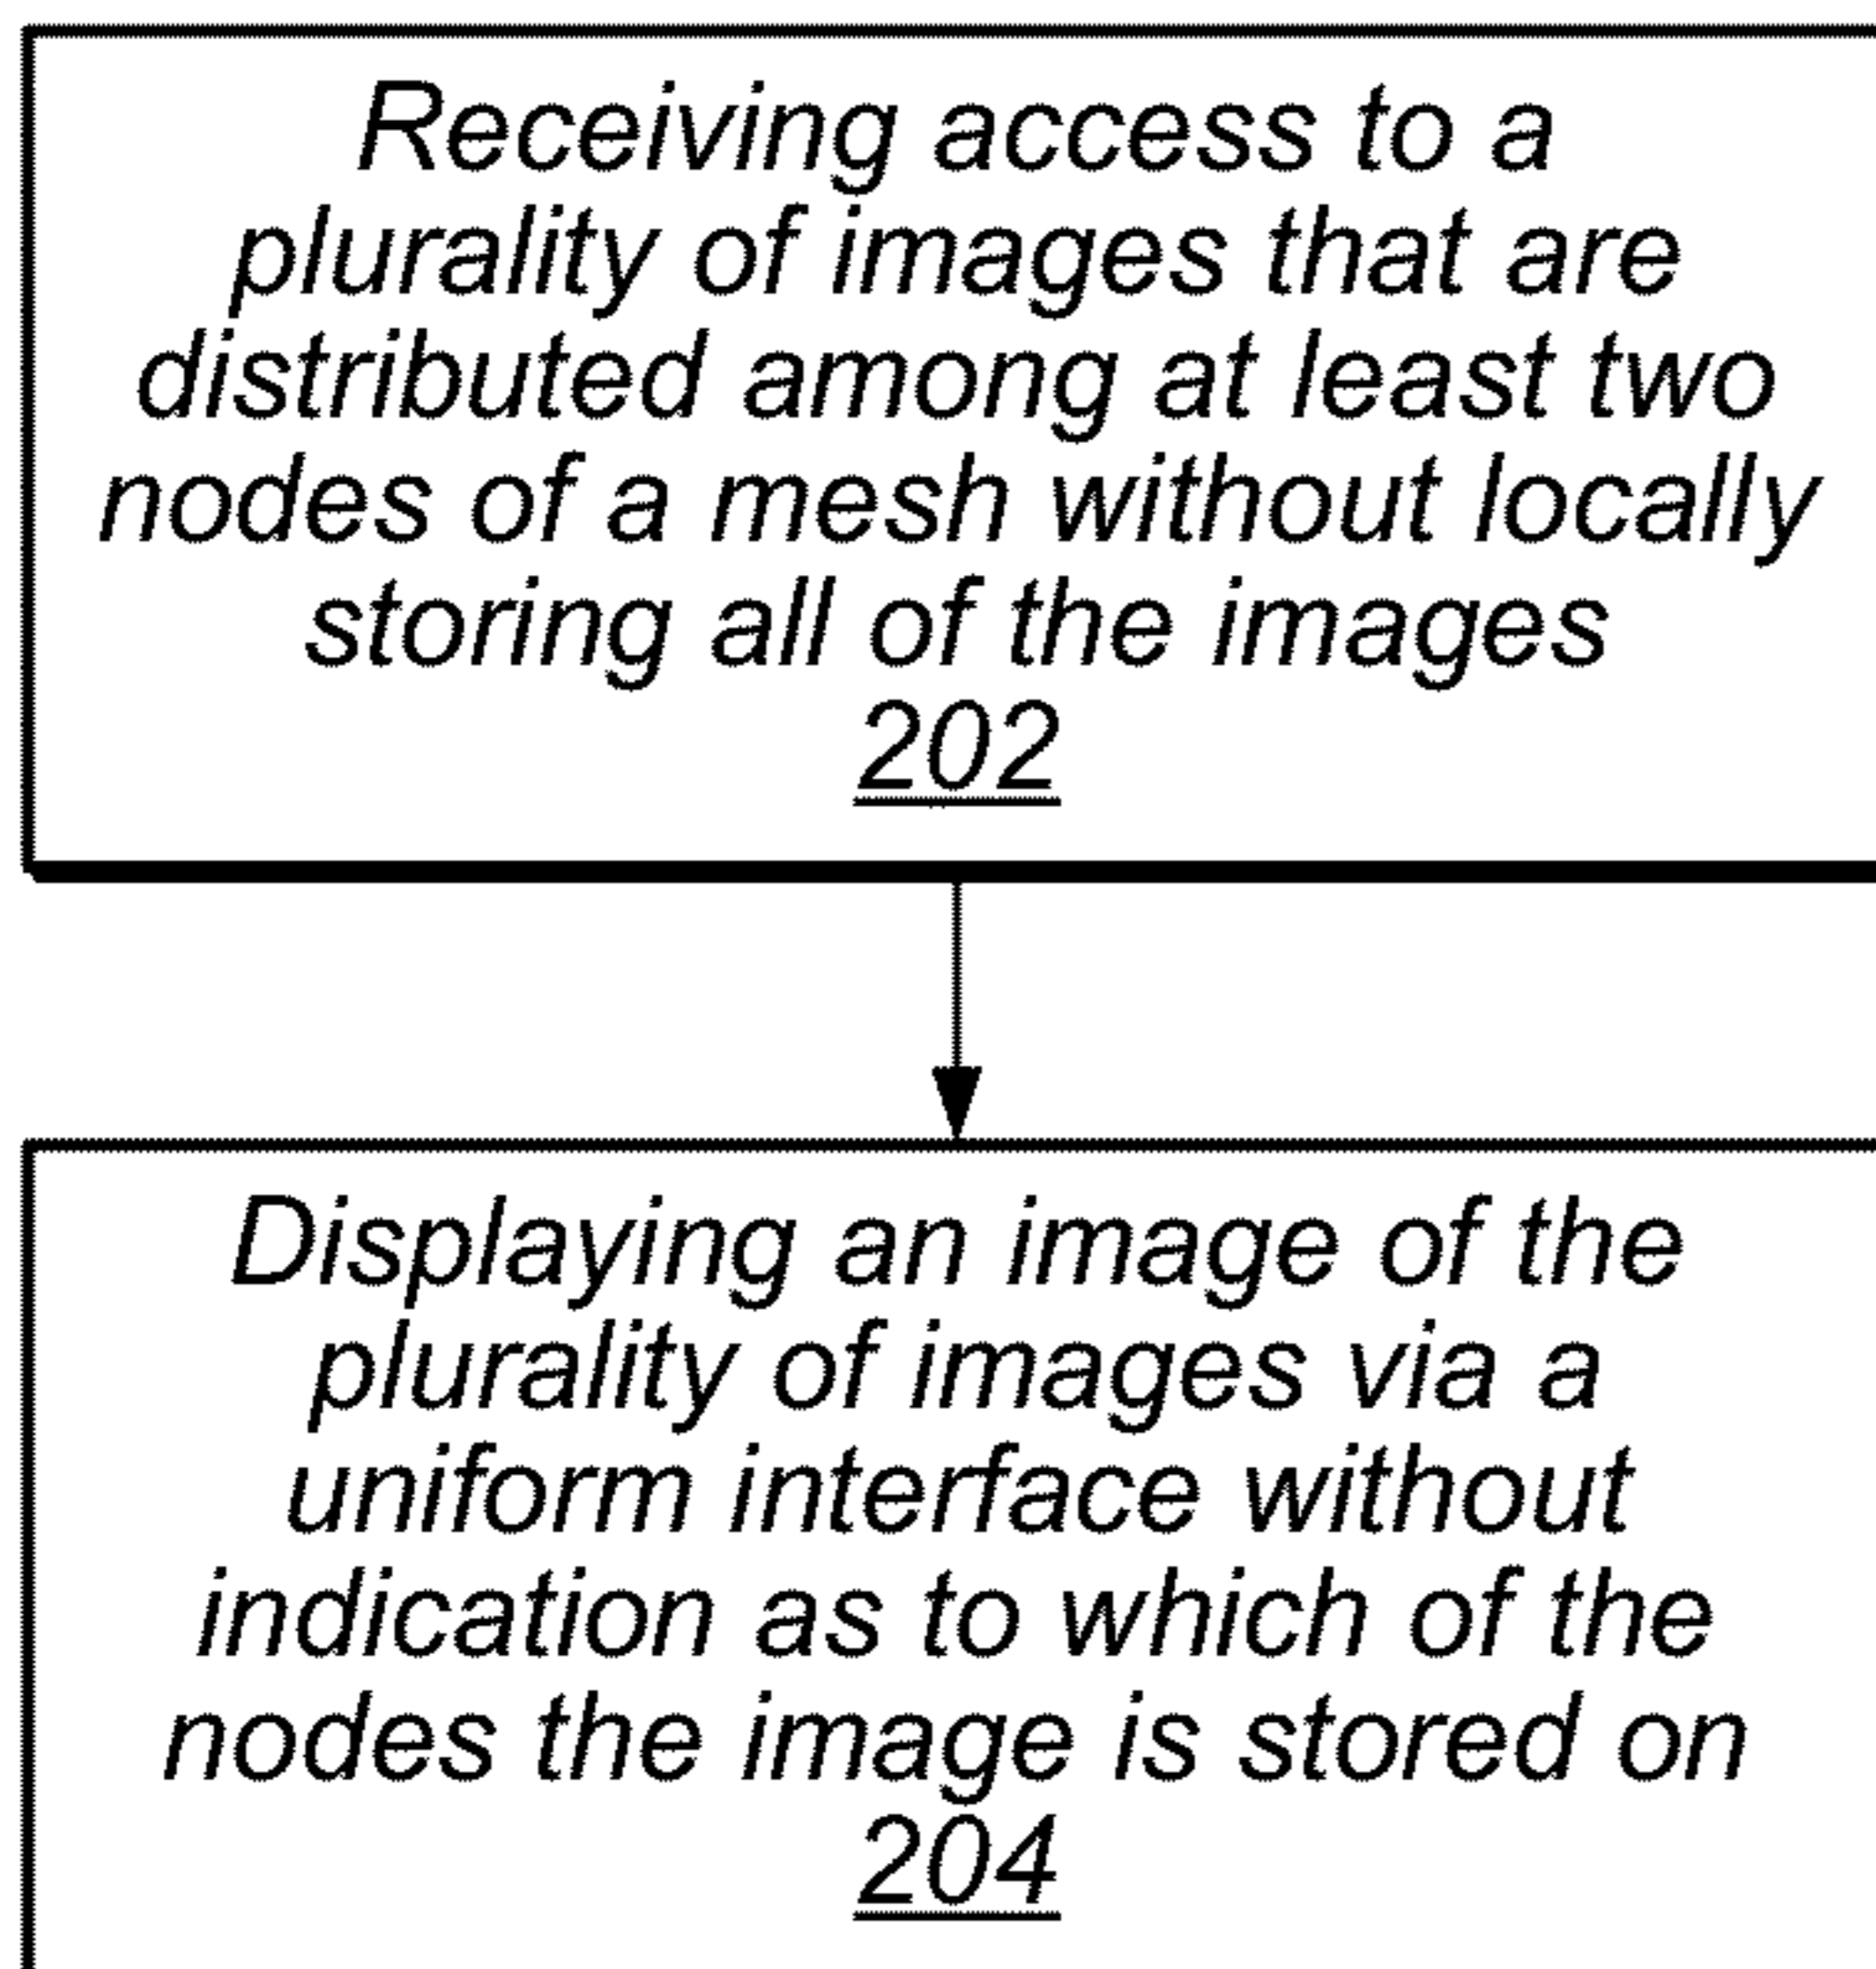 Receiving access to a
plurality of images that are
distributed among at least two
nodes of a mesh without locally
storing all of the images
202
Displaying an image of the
plurality of images via a
uniform interface without
indication as to which of the
nodes the image is stored on
204